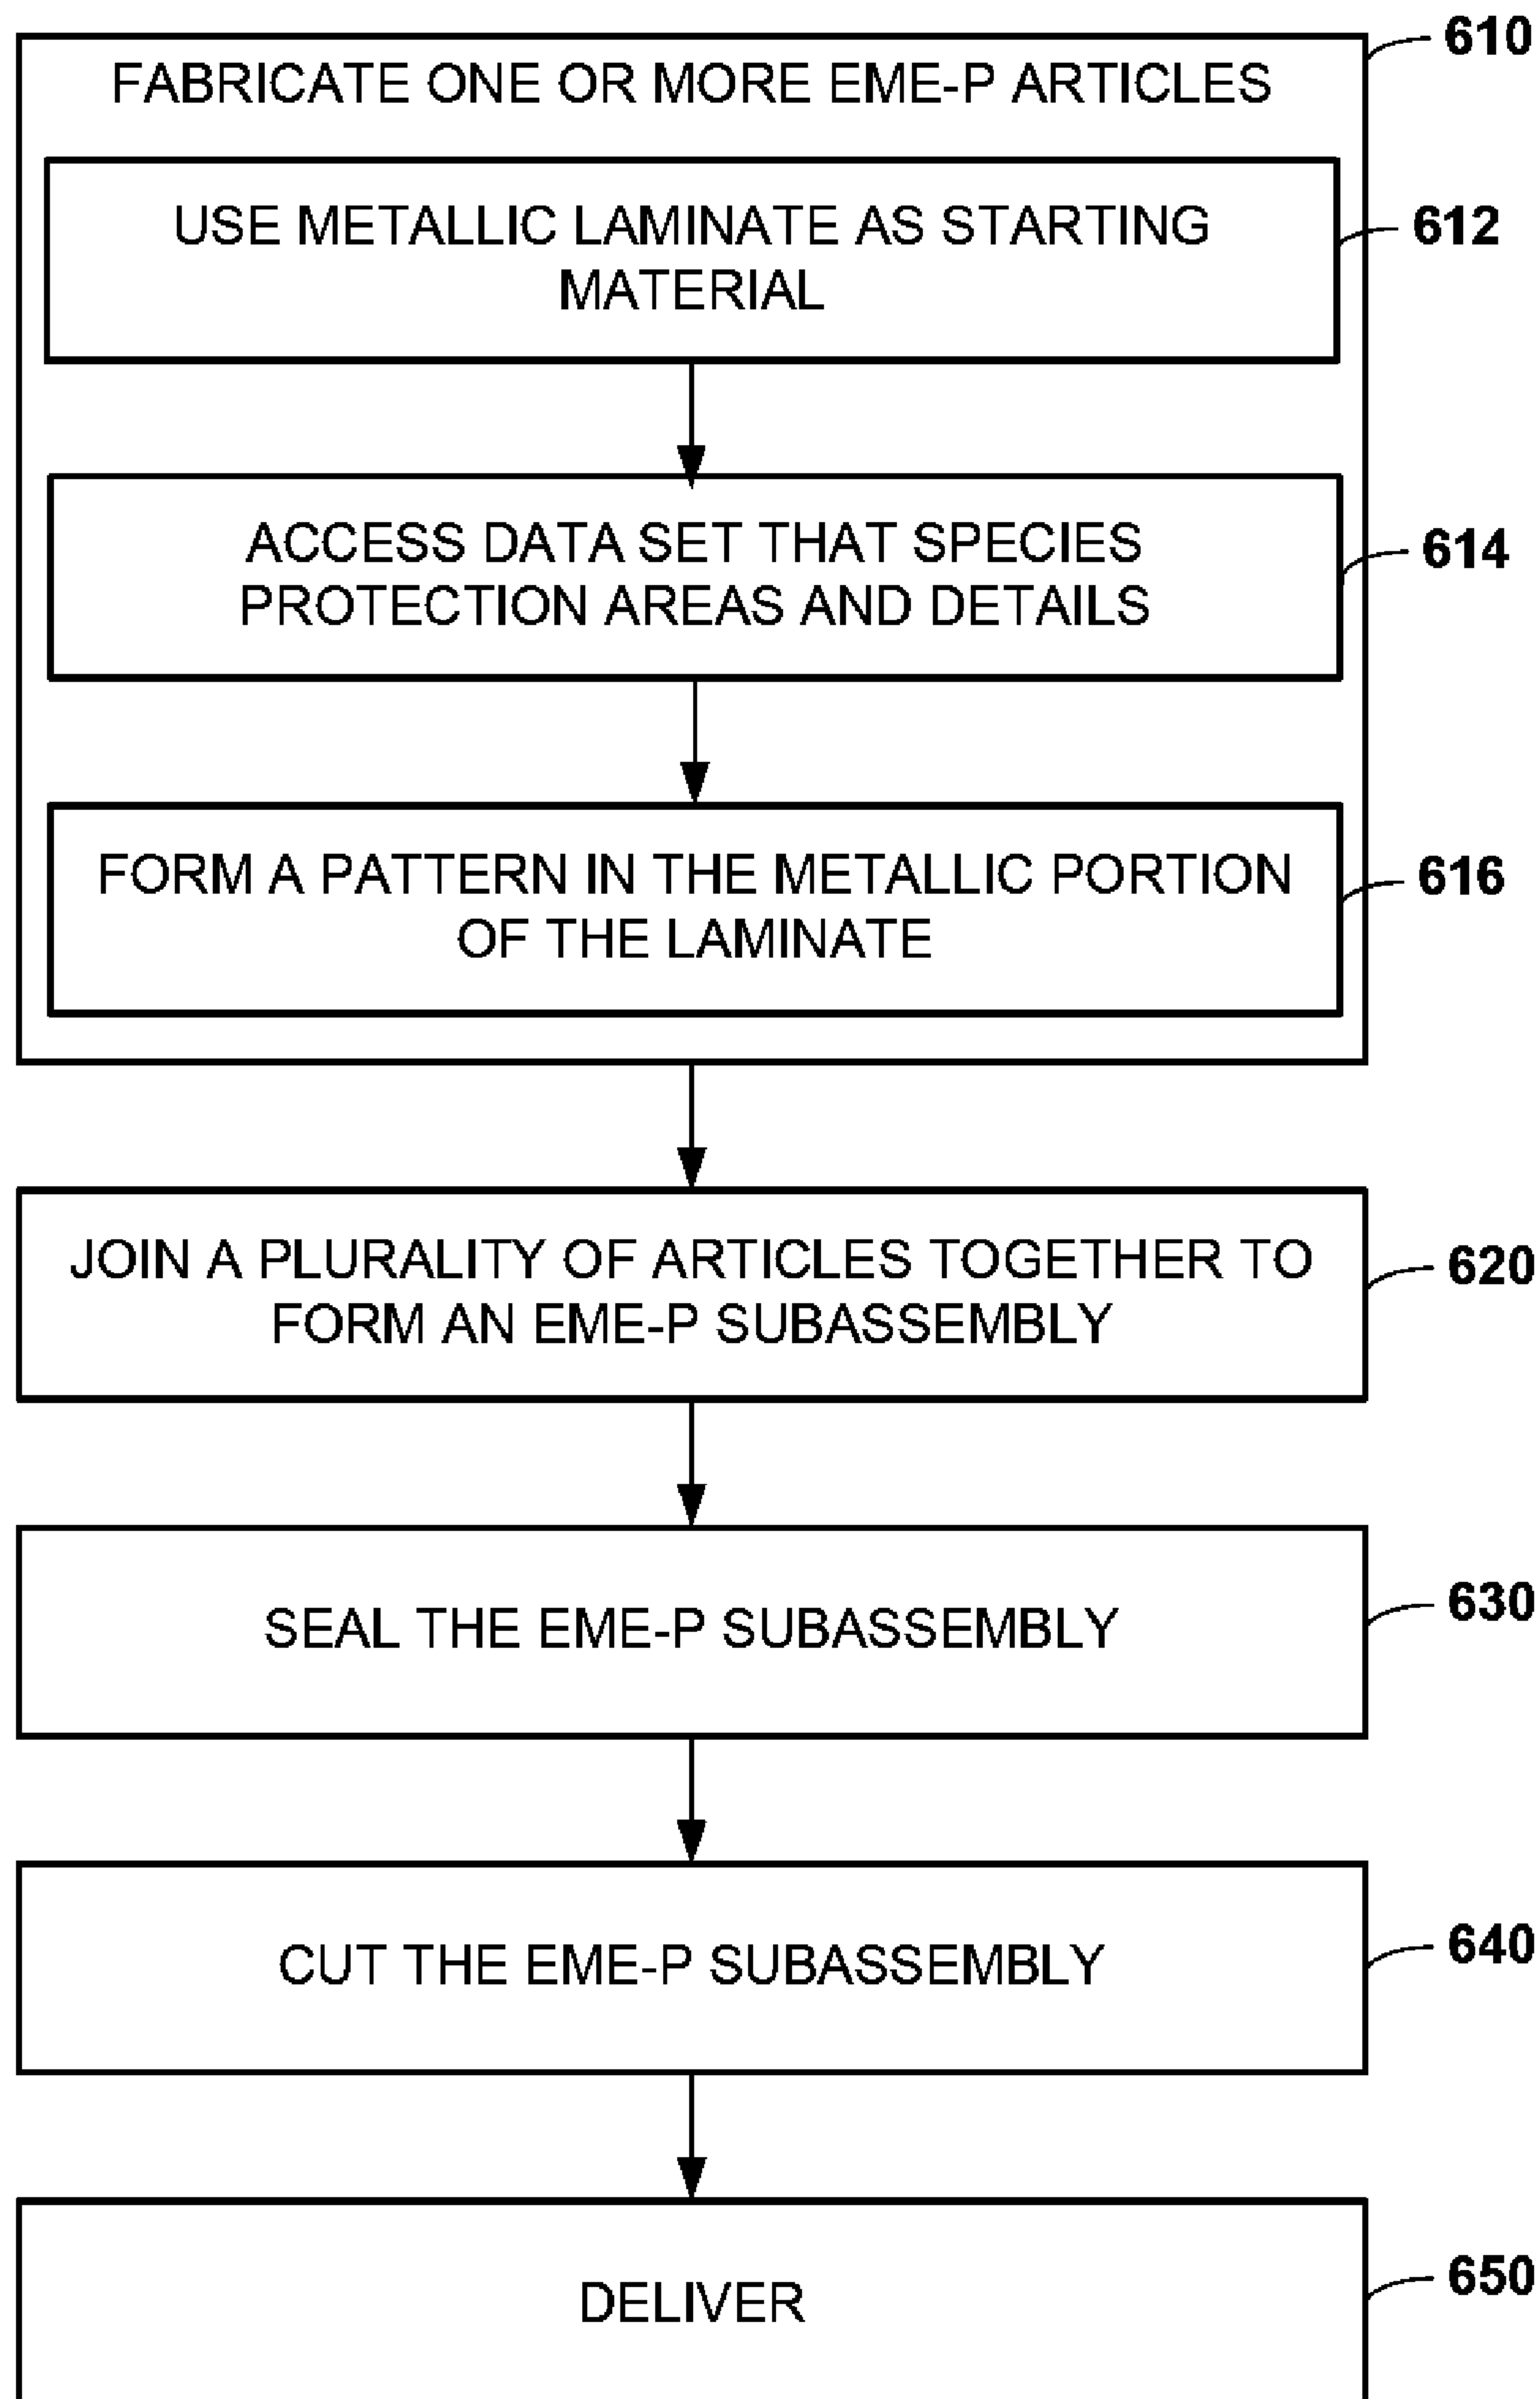 610
FABRICATE ONE OR MORE EME-P ARTICLES
USE METALLIC LAMINATE AS STARTING
MATERIAL
612
ACCESS DATA SET THAT SPECIES
PROTECTION AREAS AND DETAILS
614
FORM A PATTERN IN THE METALLIC PORTION
OF THE LAMINATE
616
JOIN A PLURALITY OF ARTICLES TOGETHER TO
FORM AN EME-P SUBASSEMBLY
620
SEAL THE EME-P SUBASSEMBLY
630
CUT THE EME-P SUBASSEMBLY
640
DELIVER
650